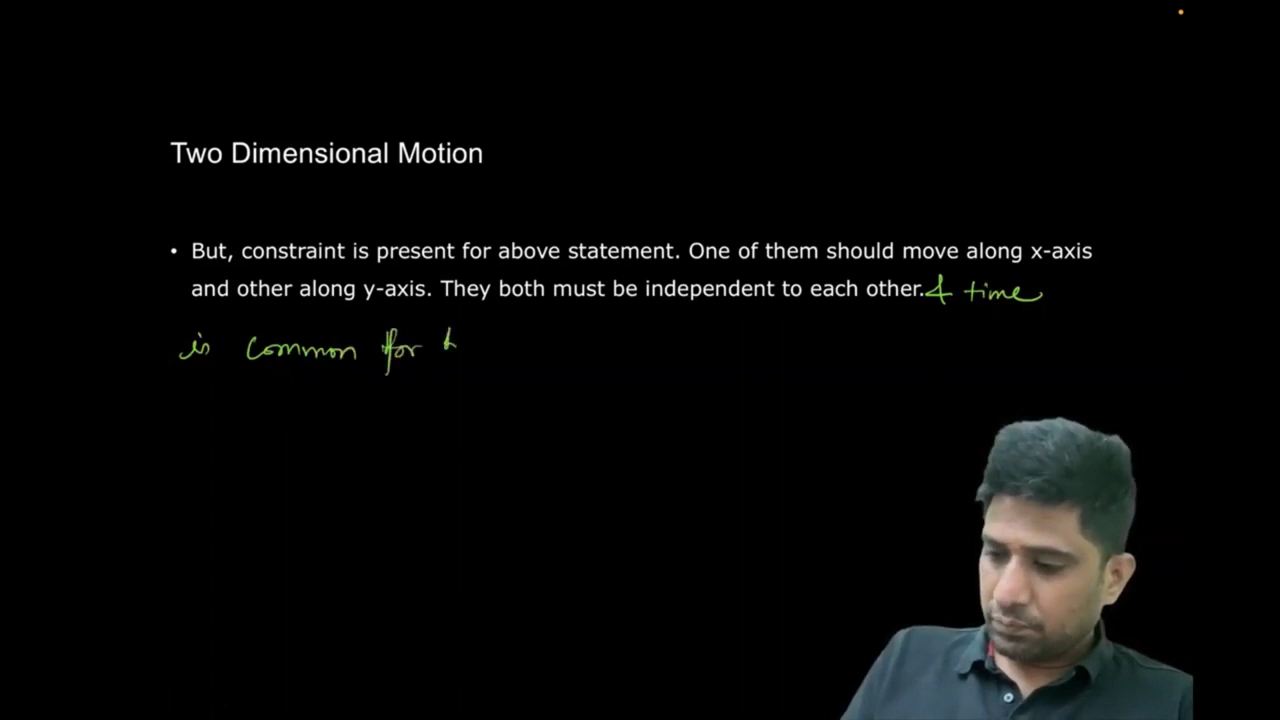 Two Dimensional Motion
• But, constraint is present for above statement. One of them should move along x-axis
and other along y-axis. They both must be independent to each other. & time
is common for